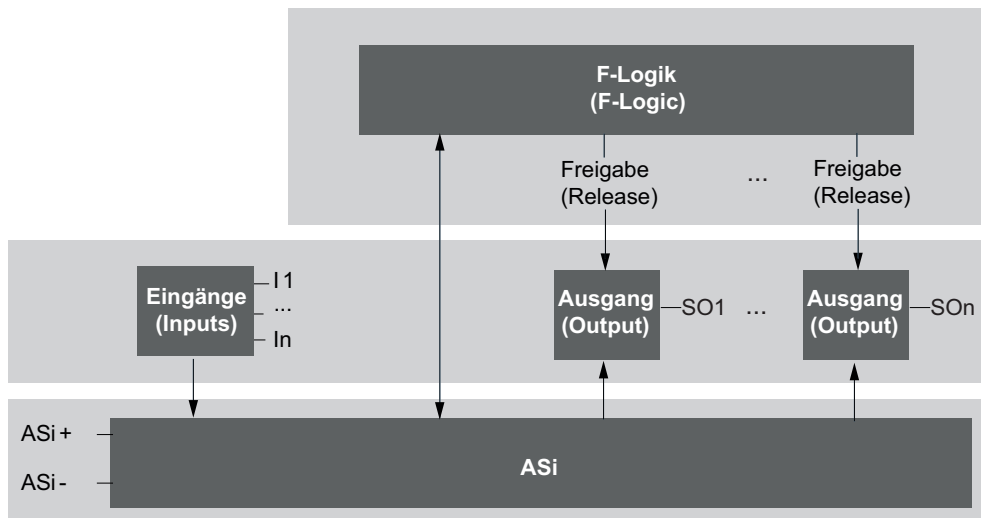 F-Logik
(F-Logic)
Freigabe
(Release)
...
Freigabe
(Release)
Eingänge
(Inputs)
I1
...
In
Ausgang
(Output)
SO1
...
Ausgang
(Output)
SOn
ASi+
ASi-
ASi